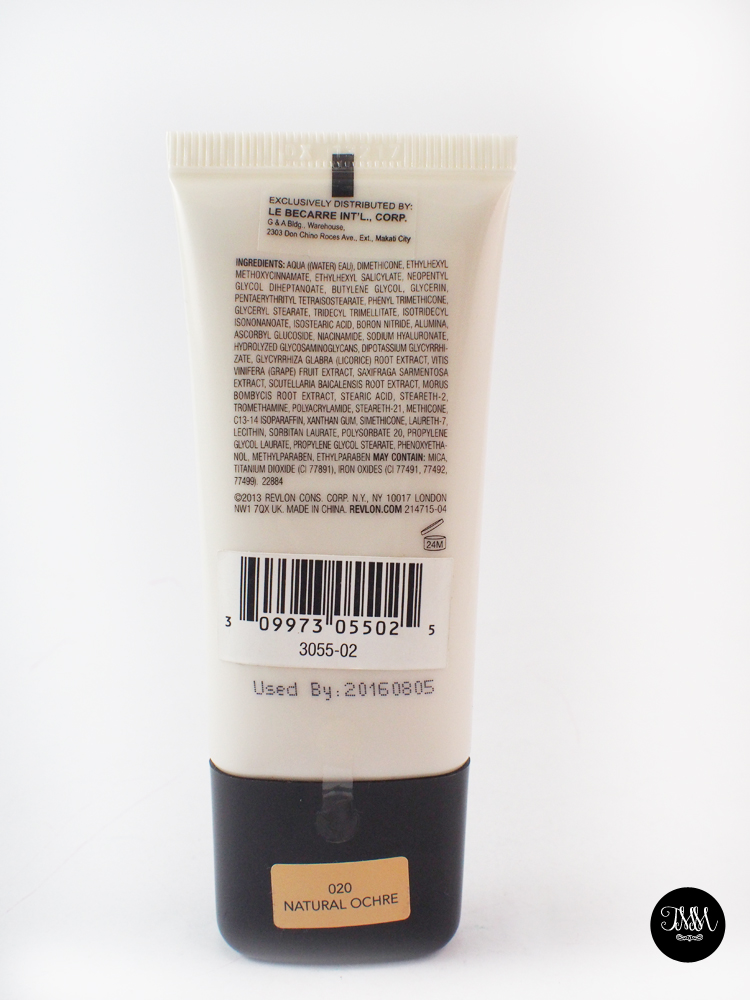 EXCLUSIVELY DISTRIBUTED BY:
LE BECARRE INT'L., CORP.
G & A Bldg., Warehouse,
2303 Don Chino Roces Ave., Ext., Makati City
INGREDIENTS: AQUA ((WATER) EAU), DIMETHICONE, ETHYLHEXYL
METHOXYCINNAMATE, ETHYLHEXYL SALICYLATE, NEOPENTYL
GLYCOL DIHEPTANOATE, BUTYLENE GLYCOL, GLYCERIN,
PENTAERYTHRITYL TETRAISOSTEARATE, PHENYL TRIMETHICONE,
GLYCERYL STEARATE, TRIDECYL TRIMELLITATE, ISOTRIDECYL
ISONONANOATE, ISOSTEARIC ACID, BORON NITRIDE, ALUMINA,
ASCORBYL GLUCOSIDE, NIACINAMIDE, SODIUM HYALURONATE,
HYDROLYZED GLYCOSAMINOGLYCANS, DIPOTASSIUM GLYCYRRHI-
ZATE, GLYCYRRHIZA GLABRA (LICORICE) ROOT EXTRACT, VITIS
VINIFERA (GRAPE) FRUIT EXTRACT, SAXIFRAGA SARMENTOSA
EXTRACT, SCUTELLARIA BAICALENSIS ROOT EXTRACT, MORUS
BOMBYCIS ROOT EXTRACT, STEARIC ACID, STEARETH-2,
TROMETHAMINE, POLYACRYLAMIDE, STEARETH-21, METHICONE,
C13-14 ISOPARAFFIN, XANTHAN GUM, SIMETHICONE, LAURETH-7,
LECITHIN, SORBITAN LAURATE, POLYSORBATE 20, PROPYLENE
GLYCOL LAURATE, PROPYLENE GLYCOL STEARATE, PHENOXYETHA-
NOL, METHYLPARABEN, ETHYLPARABEN MAY CONTAIN: MICA,
TITANIUM DIOXIDE (CI 77891), IRON OXIDES (CI 77491, 77492,
77499) 22884
©2013 REVLON CONS. CORP. N.Y., NY 10017 LONDON
NW1 7QX UK. MADE IN CHINA. REVLON.COM 214715-04
24M
3 09973 05502 5
3055-02
Used By:20160805
020
NATURAL OCHRE